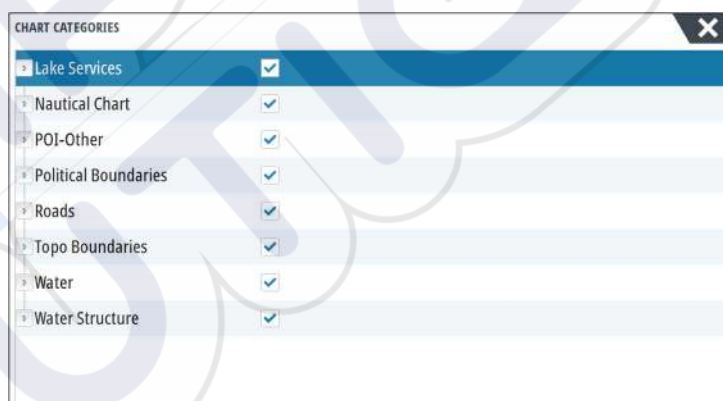 CHART CATEGORIES
Lake Services
Nautical Chart
POI-Other
Political Boundaries
Roads
Topo Boundaries
Water
Water Structure